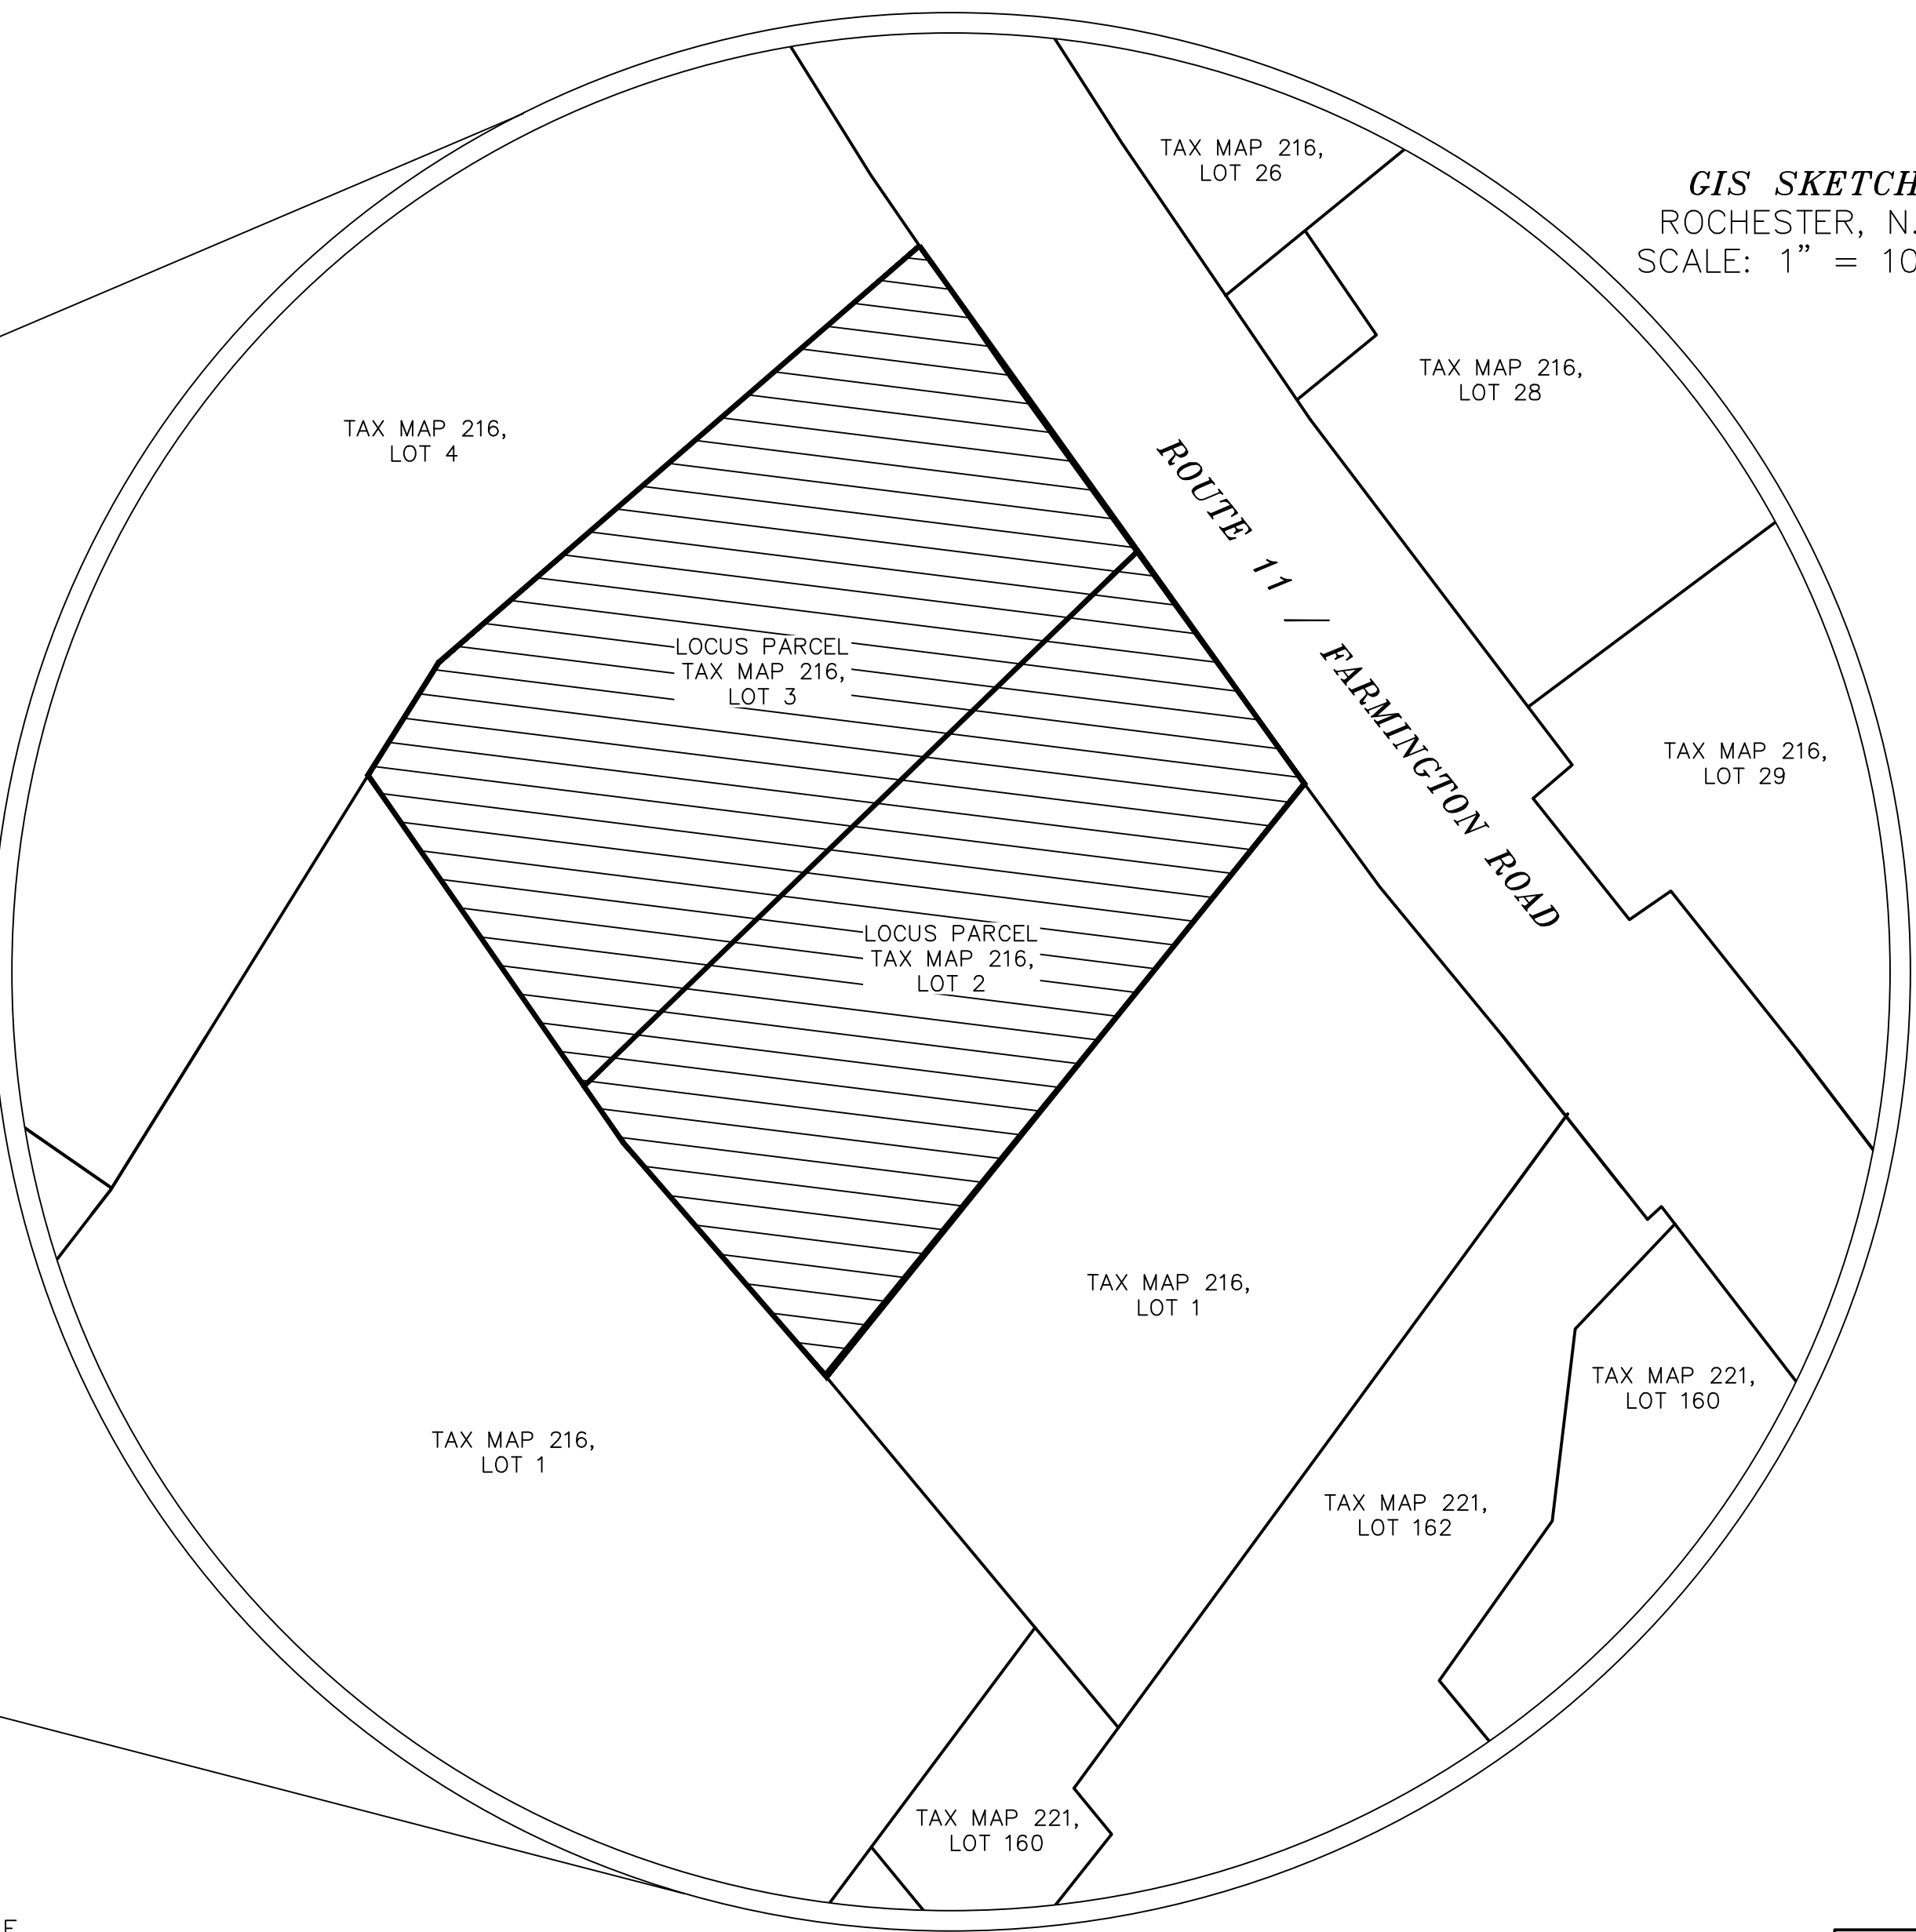 TAX MAP 216,
LOT 26
GIS SKETCH
ROCHESTER, N.
SCALE: 1” = 10
TAX MAP 216,
LOT 28
TAX MAP 216,
LOT 4
ROUTE 11 / FARMINGTON ROAD
LOCUS PARCEL
TAX MAP 216,
LOT 3
TAX MAP 216,
LOT 29
LOCUS PARCEL
TAX MAP 216,
LOT 2
TAX MAP 216,
LOT 1
TAX MAP 221,
LOT 160
TAX MAP 216,
LOT 1
TAX MAP 221,
LOT 162
TAX MAP 221,
LOT 160